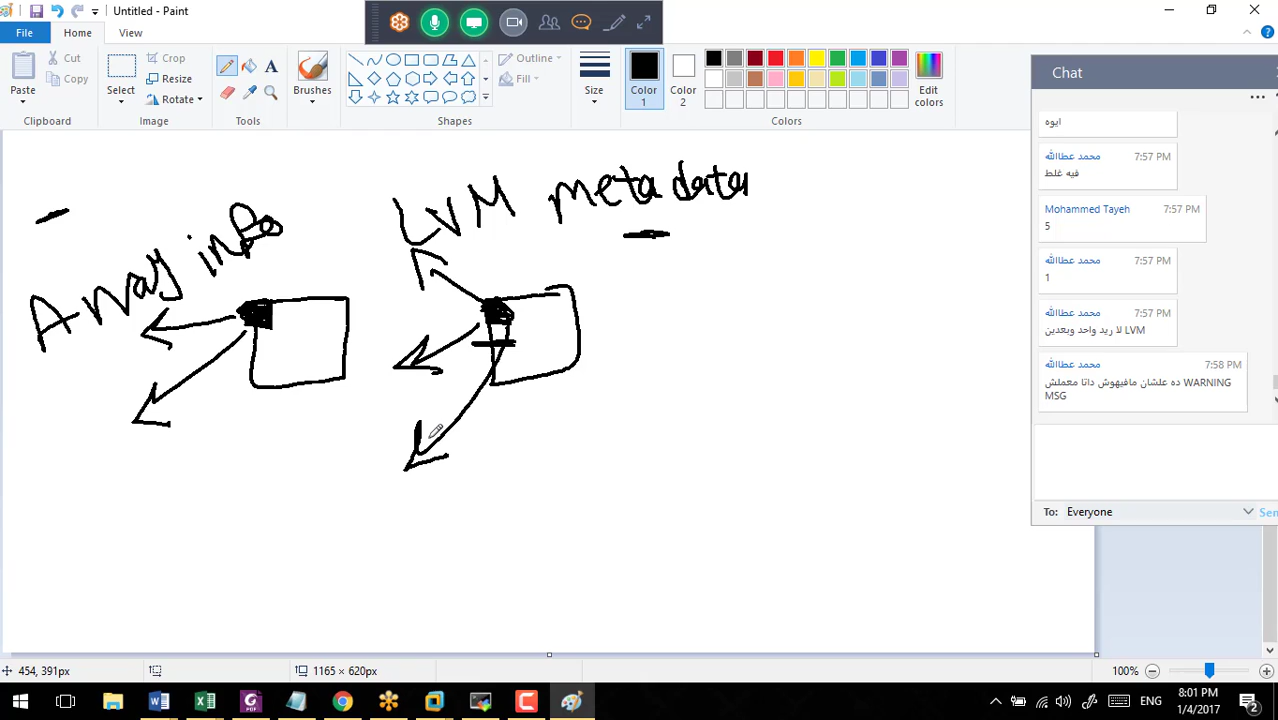 Untitled - Paint
File
Home
View
Paste
Cut
Copy
Clipboard
Select
Crop
Resize
Rotate
Image
A
Tools
Brushes
Shapes
Outline
Fill
Size
Color
1
Color
2
Colors
Edit
colors
Array info
LVM metadata
Chat
ايوه
محمد عطاالله 7:57 PM
فيه غلط
Mohammed Tayeh 7:57 PM
5
محمد عطاالله 7:57 PM
1
محمد عطاالله 7:57 PM
لا ريد واحد وبعدين LVM
محمد عطاالله 7:58 PM
ده علشان مافيهوش داتا معملش WARNING
MSG
To: Everyone
Sen
454, 391px
1165 × 620px
100%
ENG
8:01 PM
1/4/2017
2